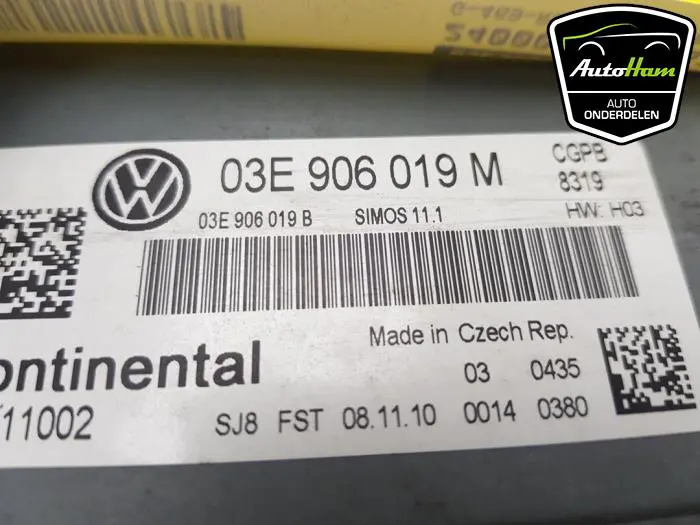 AutoHam
AUTO
ONDERDELEN
03E 906 019 M
CGPB
8319
03E 906 019 B SIMOS 11.1
HW: H03
Made in Czech Rep.
ontinental
03 0435
11002
SJ8 FST 08.11.10 0014 0380